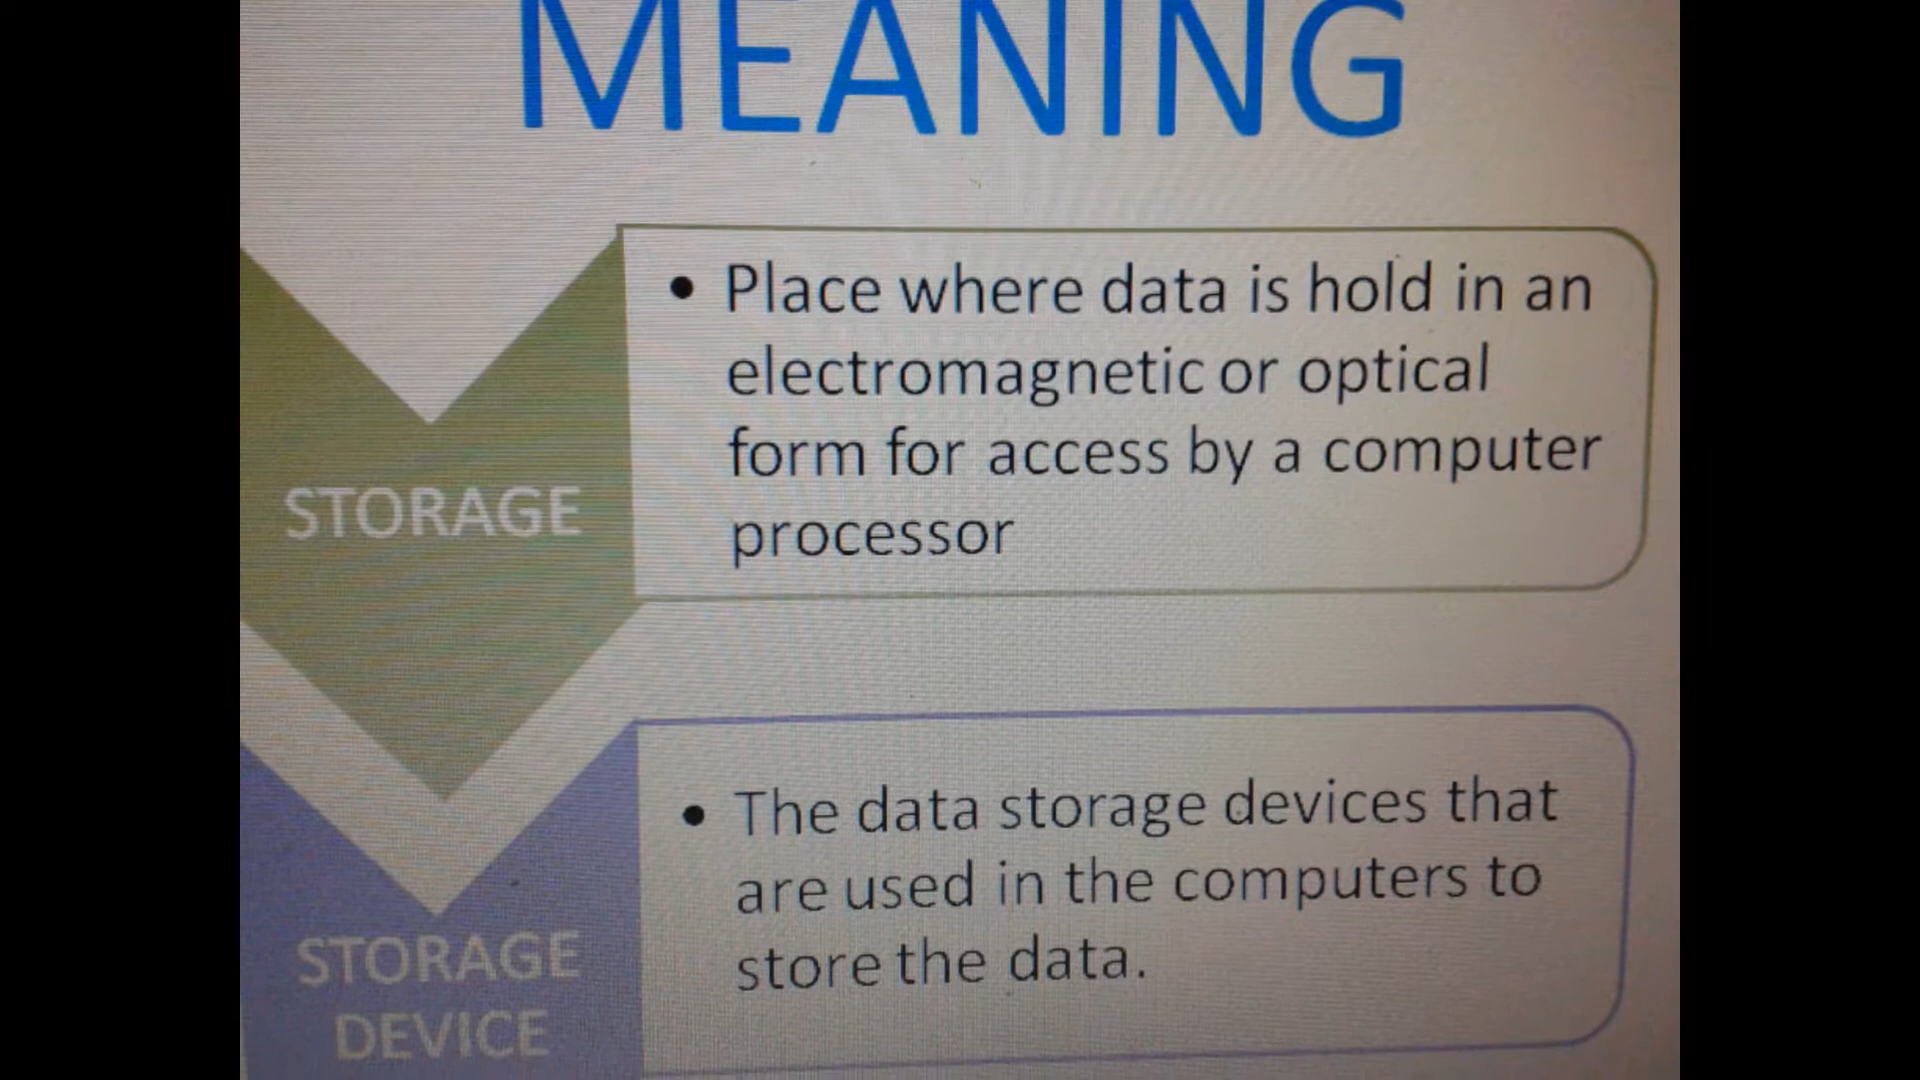 MEANING
STORAGE
• Place where data is hold in an
electromagnetic or optical
form for access by a computer
processor
STORAGE
DEVICE
• The data storage devices that
are used in the computers to
store the data.